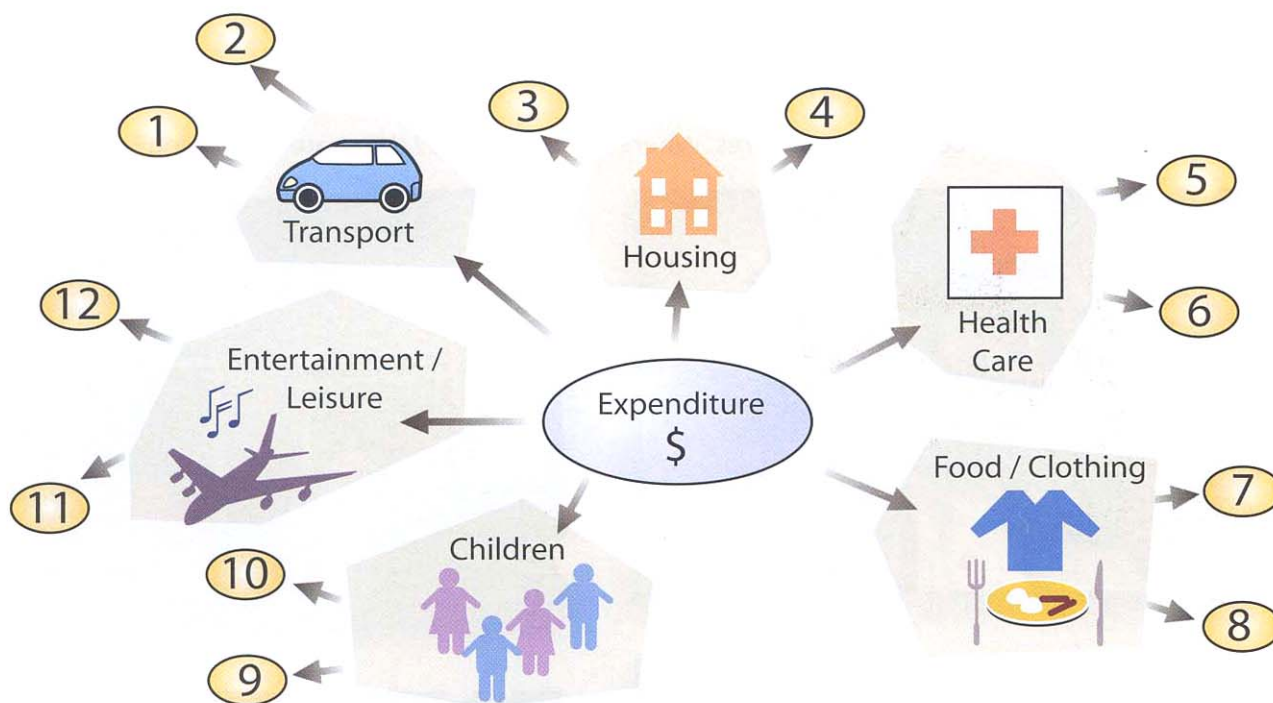 2
1
3
4
5
Transport
Housing
6
12
Health
Care
Entertainment /
Leisure
Expenditure
$
Food / Clothing
7
11
Children
10
8
9